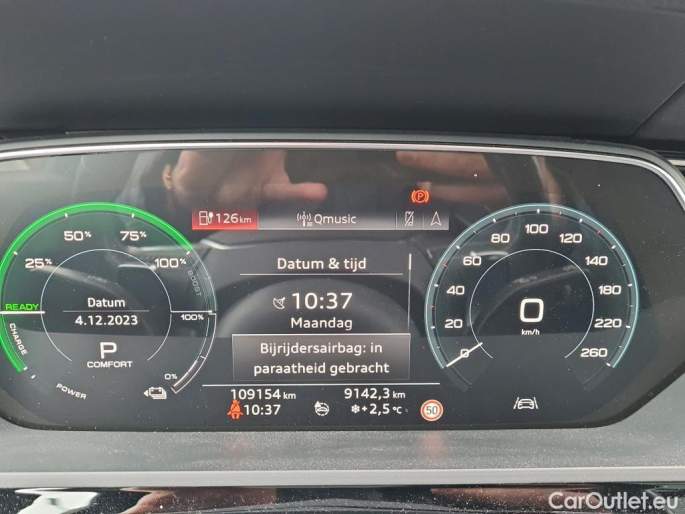 126 km
Qmusic
P
50%
75%
25%
100%
BOOST
READY
Datum
4.12.2023
100%
CHARGE
P
COMFORT
0%
POWER
Datum & tijd
10:37
Maandag
Bijrijdersairbag: in
paraatheid gebracht
109154 km
9142,3 km
10:37
+2,5 °C
50
100
80
120
60
140
40
180
20
220
0
260
0
km/h
CarOutlet.eu